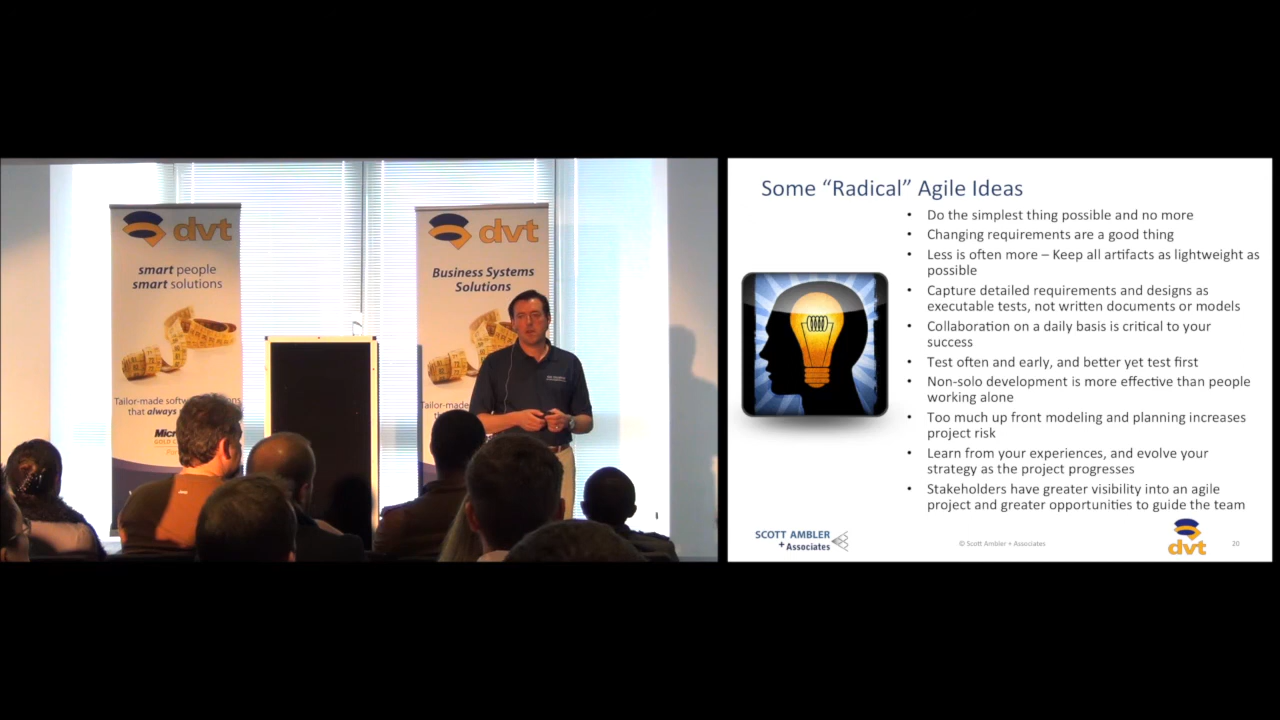 dvt
smart people
smart solutions
Tailor-made
that always
dvt
Business Systems
Solutions
Tailor-made
Some “Radical” Agile Ideas
• Do the simplest thing possible and no more
• Changing requirements are a good thing
• Less is often more – Keep all artifacts as lightweight as
possible
• Capture detailed requirements and designs as
executable tests, not written documents or models
• Collaboration on a daily basis is critical to your
success
• Test often and early, and better yet test first
• Non-solo development is more effective than people
working alone
• Too much up front modeling and planning increases
project risk
• Learn from your experiences, and evolve your
strategy as the project progresses
• Stakeholders have greater visibility into an agile
project and greater opportunities to guide the team
SCOTT AMBLER
+ Associates
© Scott Ambler + Associates
dvt
20